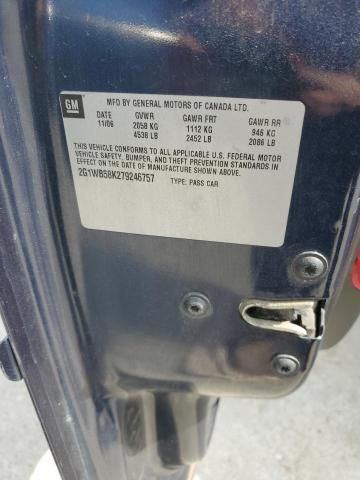 GM
MFD BY GENERAL MOTORS OF CANADA LTD.
DATE GVWR GAWR FRT GAWR RR
11/06 2058 KG 1112 KG 946 KG
4538 LB 2452 LB 2086 LB
THIS VEHICLE CONFORMS TO ALL APPLICABLE U.S. FEDERAL MOTOR
VEHICLE SAFETY, BUMPER, AND THEFT PREVENTION STANDARDS IN
EFFECT ON THE DATE OF MANUFACTURE SHOWN ABOVE.
2G1WB58K279246757 TYPE: PASS CAR